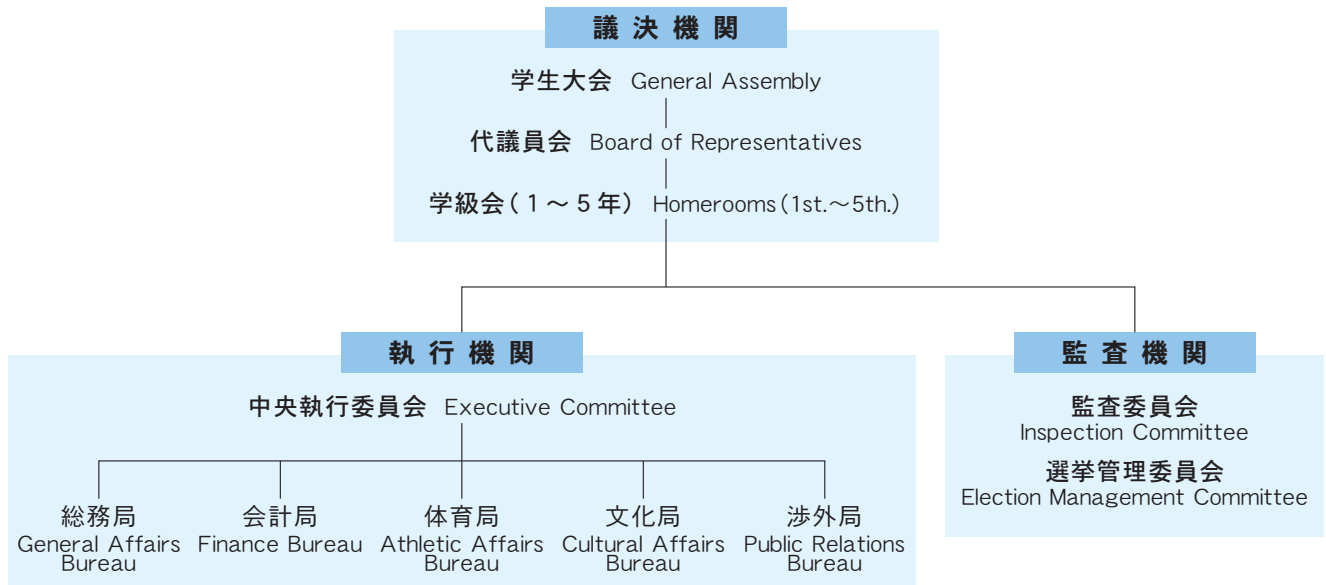 議決機関
学生大会 General Assembly
代議員会 Board of Representatives
学級会(1～5年) Homerooms(1st.～5th.)
執行機関
中央執行委員会 Executive Committee
総務局
General Affairs
Bureau
会計局
Finance Bureau
体育局
Athletic Affairs
Bureau
文化局
Cultural Affairs
Bureau
渉外局
Public Relations
Bureau
監査機関
監査委員会
Inspection Committee
選挙管理委員会
Election Management Committee